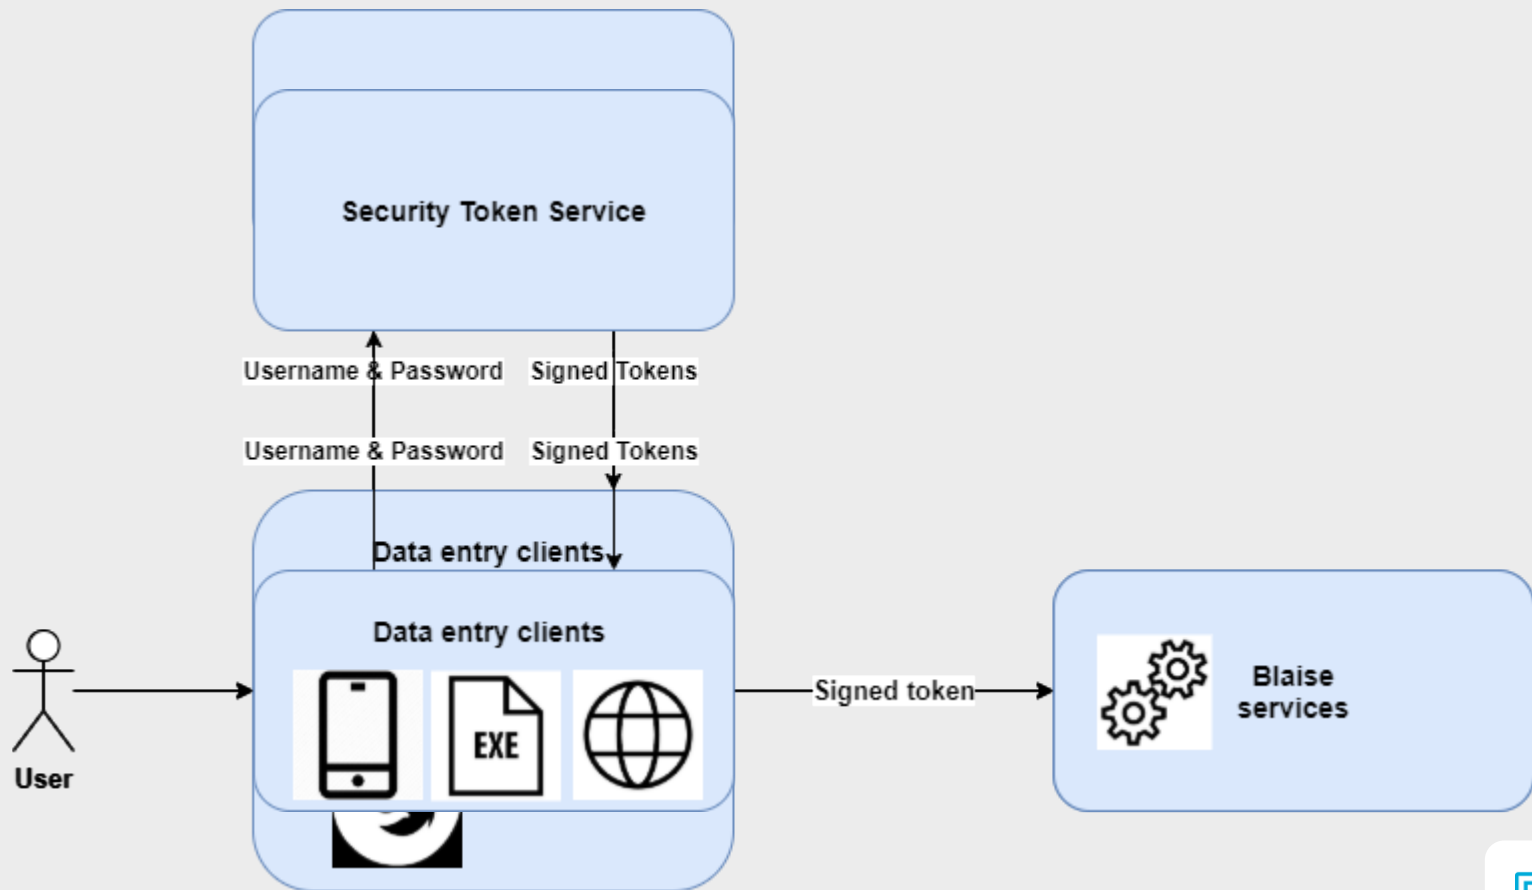 Security Token Service
Username & Password
Signed Tokens
Username & Password
Signed Tokens
Data entry clients
Data entry clients
EXE
User
Signed token
Blaise
services